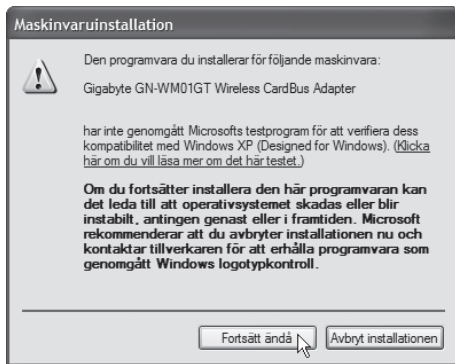 Maskinvaruinstallation
Den programvara du installerar för följande maskinvara:
Gigabyte GN-WM01GT Wireless CardBus Adapter
har inte genomgått Microsofts testprogram för att verifiera dess
kompatibilitet med Windows XP (Designed for Windows). (Klicka
här om du vill läsa mer om det här testet.)
Om du fortsätter installera den här programvaran kan
det leda till att operativsystemet skadas eller blir
instabilt, antingen genast eller i framtiden. Microsoft
rekommenderar att du avbryter installationen nu och
kontaktar tillverkaren för att erhålla programvara som
genomgått Windows logotypkontroll.
Fortsätt ändå
Avbryt installationen